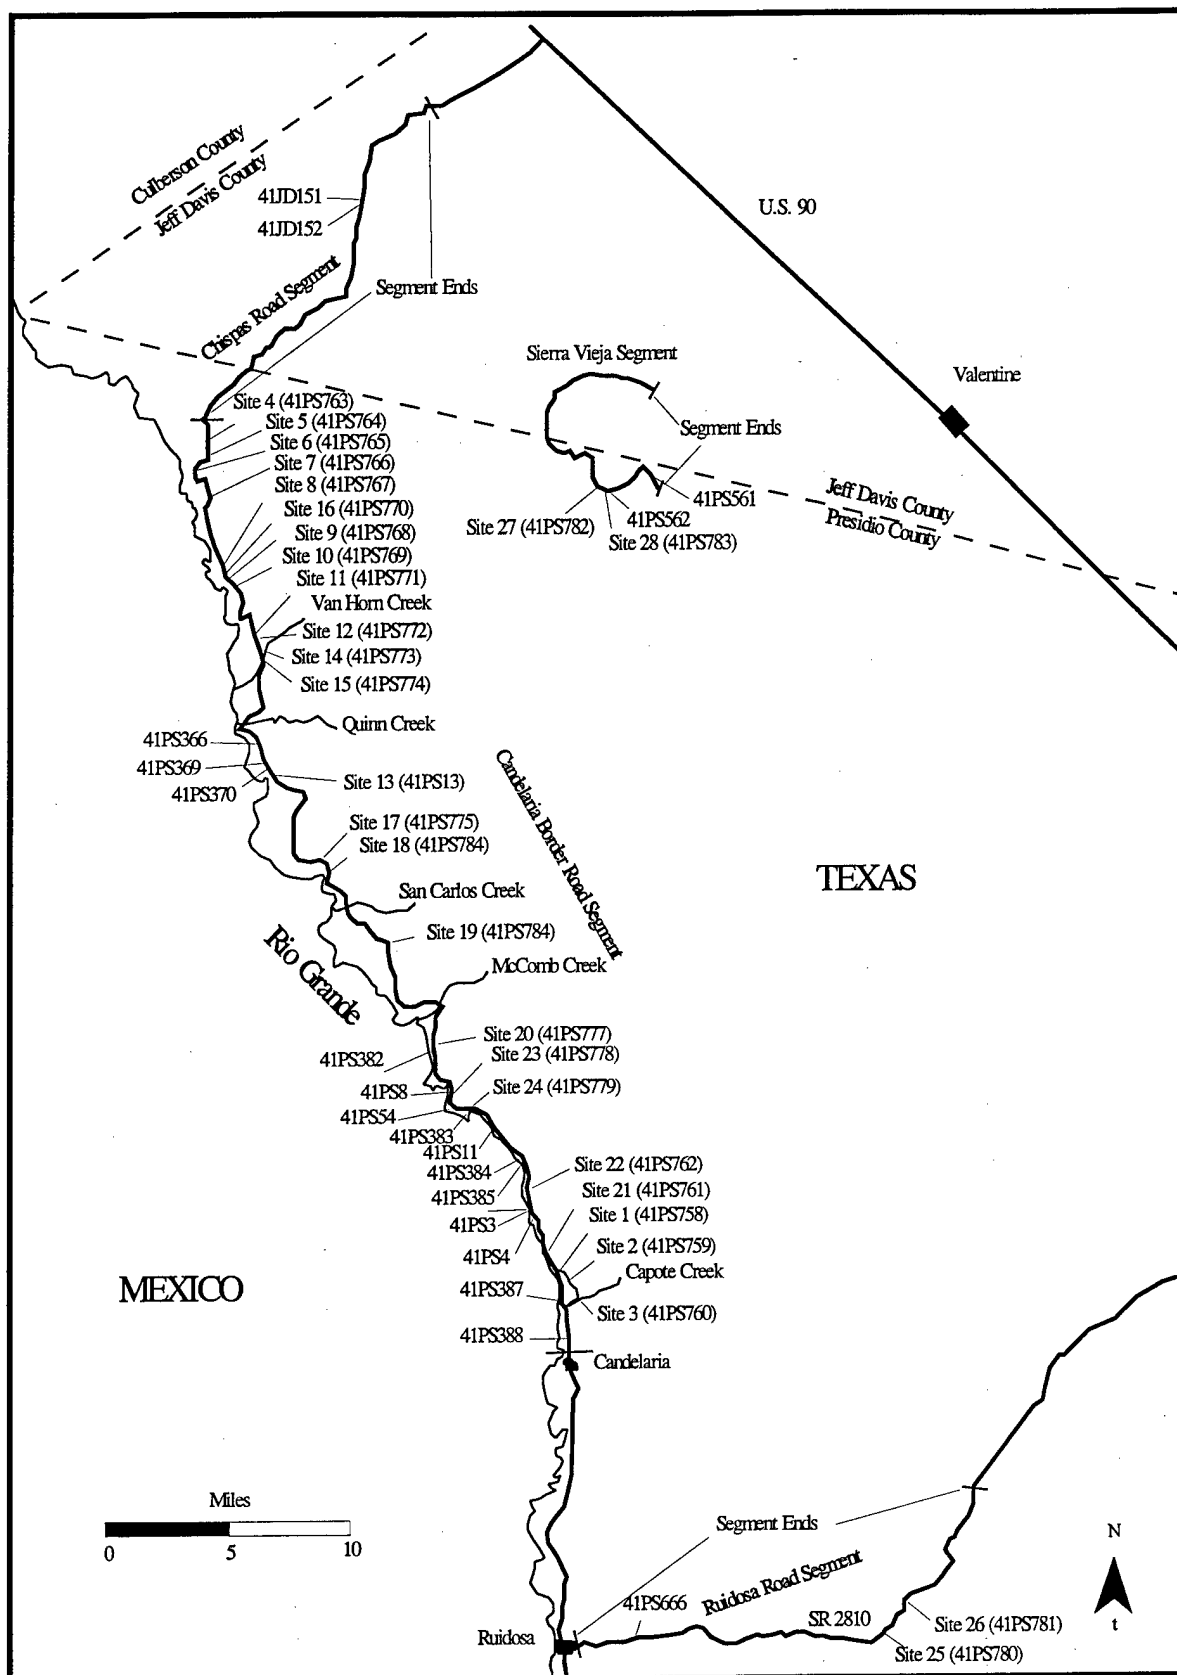 Culberson County
Jeff Davis County
41JD151
41JD152
U.S. 90
Segment Ends
Chispas Road Segment
Sierra Vieja Segment
Valentine
Segment Ends
Site 4 (41PS763)
Site 5 (41PS764)
Site 6 (41PS765)
Site 7 (41PS766)
Site 8 (41PS767)
Site 16 (41PS770)
Site 9 (41PS768)
Site 10 (41PS769)
Site 11 (41PS771)
41PS561
41PS562
Site 27 (41PS782)
Site 28 (41PS783)
Jeff Davis County
Presidio County
Van Horn Creek
Site 12 (41PS772)
Site 14 (41PS773)
Site 15 (41PS774)
Quinn Creek
41PS366
41PS369
41PS370
Site 13 (41PS13)
Candelaria Border Road Segment
Site 17 (41PS775)
Site 18 (41PS784)
TEXAS
San Carlos Creek
Rio Grande
Site 19 (41PS784)
McComb Creek
Site 20 (41PS777)
41PS382
Site 23 (41PS778)
41PS8
Site 24 (41PS779)
41PS54
41PS383
41PS11
41PS384
Site 22 (41PS762)
41PS385
Site 21 (41PS761)
41PS3
Site 1 (41PS758)
41PS4
Site 2 (41PS759)
Capote Creek
MEXICO
41PS387
Site 3 (41PS760)
41PS388
Candelaria
Miles
0 5 10
Segment Ends
N
t
Ruidosa Road Segment
41PS666
SR 2810
Ruidosa
Site 26 (41PS781)
Site 25 (41PS780)